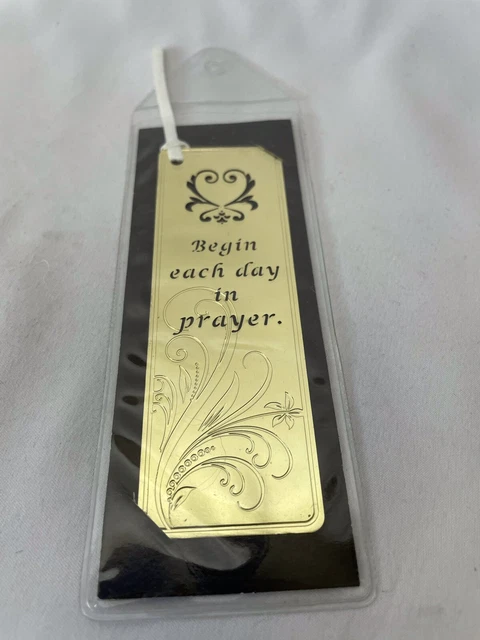 Begin
each day
in
prayer.